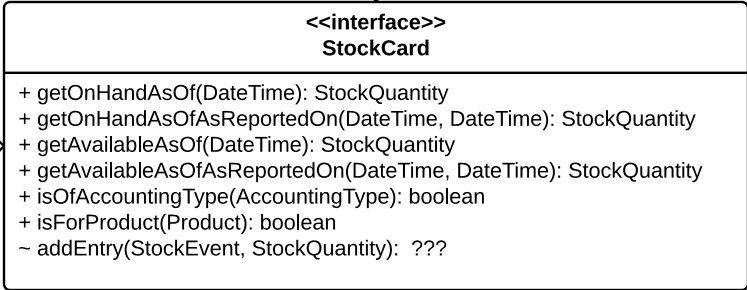 <<interface>>
StockCard
+ getOnHandAsOf(DateTime): StockQuantity
+ getOnHandAsOfAsReportedOn(DateTime, DateTime): StockQuantity
+ getAvailableAsOf(DateTime): StockQuantity
+ getAvailableAsOfAsReportedOn(DateTime, DateTime): StockQuantity
+ isOfAccountingType(AccountingType): boolean
+ isForProduct(Product): boolean
~ addEntry(StockEvent, StockQuantity):  ???